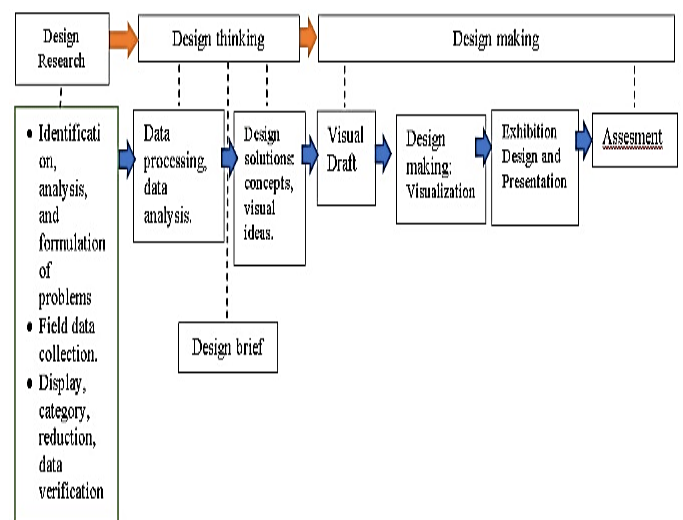 Design
Research
Design thinking
Design making
• Identificati
on,
analysis,
and
formulation
of
problems
• Field data
collection.
• Display,
category,
reduction,
data
verification
Data
processing,
data
analysis.
Design
solutions:
concepts,
visual
ideas.
Visual
Draft
Design
making:
Visualization
Exhibition
Design and
Presentation
Assesment
Design brief